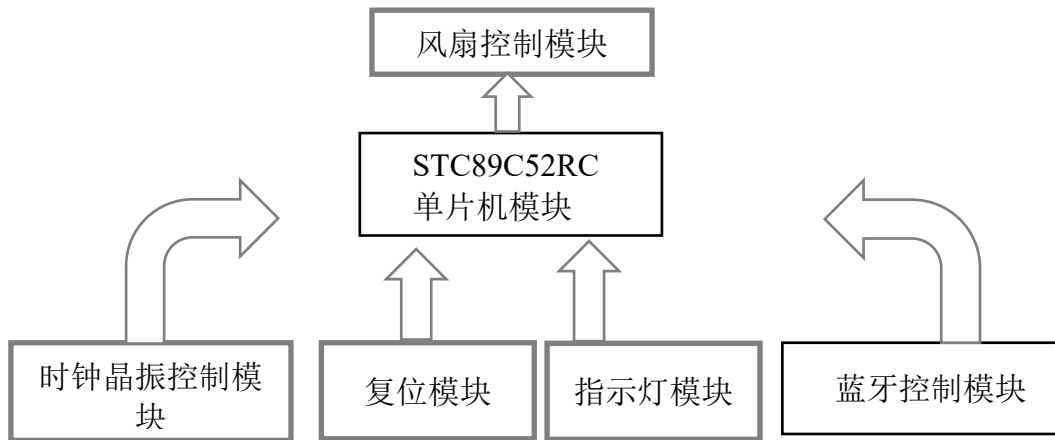 风扇控制模块
STC89C52RC
单片机模块
时钟晶振控制模
块
复位模块
指示灯模块
蓝牙控制模块